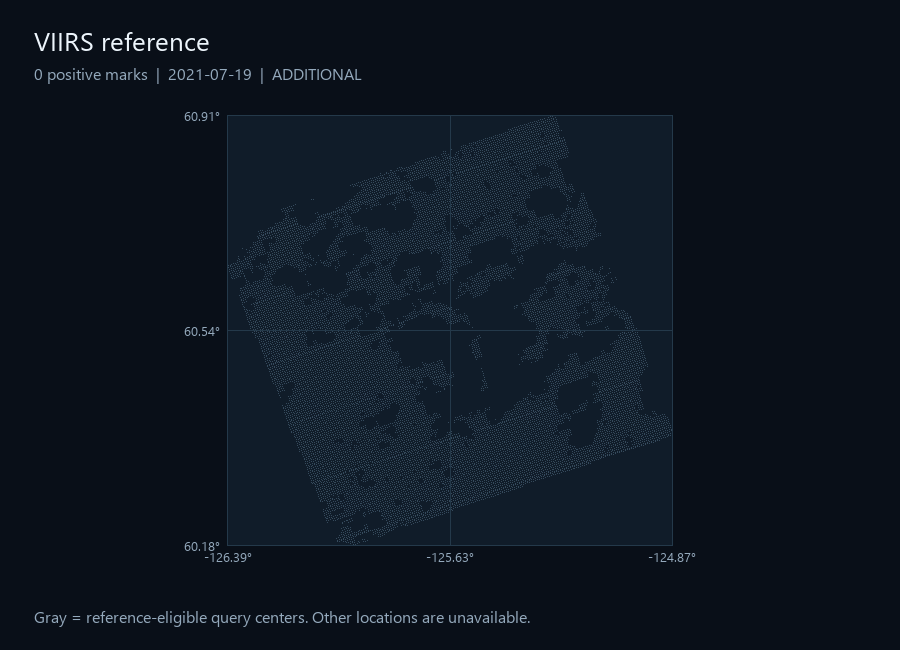 VIIRS reference
0 positive marks | 2021-07-19 | ADDITIONAL
60.91°
60.54°
60.18°
-126.39°
-125.63°
-124.87°
Gray = reference-eligible query centers. Other locations are unavailable.